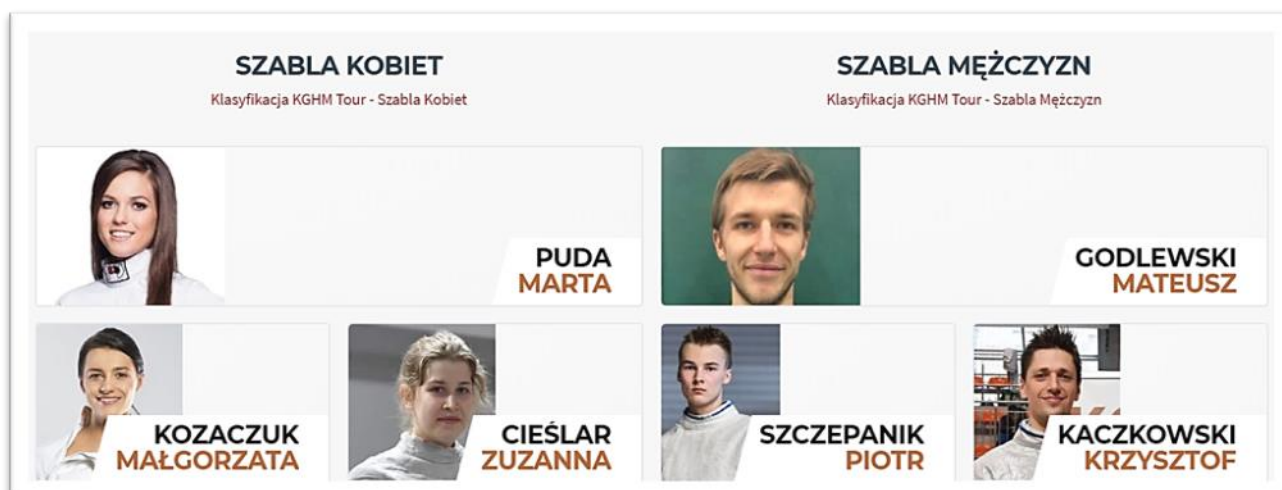 SZABLA KOBIET
Klasyfikacja KGHM Tour - Szabla Kobiet
PUDA
MARTA
KOZACZUK
MAŁGORZATA
CIEŚLAR
ZUZANNA
SZABLA MĘŻCZYZN
Klasyfikacja KGHM Tour - Szabla Mężczyzn
GODLEWSKI
MATEUSZ
SZCZEPANIK
PIOTR
KACZKOWSKI
KRZYSZTOF